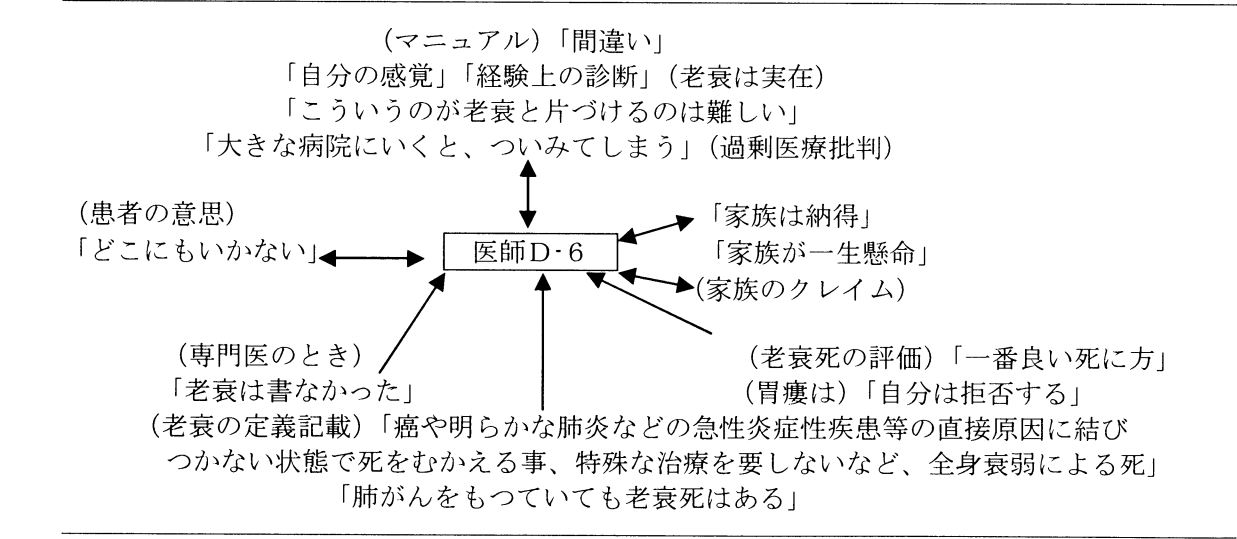 （マニュアル）「間違い」
「自分の感覚」「経験上の診断」（老衰は実在）
「こういうのが老衰と片づけるのは難しい」
「大きな病院にいくと、ついみてしまう」（過剰医療批判）
（患者の意思）
「どこにもいかない」
医師D-6
「家族は納得」
「家族が一生懸命」
（家族のクレイム）
（専門医のとき）
「老衰は書なかった」
（老衰死の評価）「一番良い死に方」
（胃瘻は）「自分は拒否する」
（老衰の定義記載）「癌や明らかな肺炎などの急性炎症性疾患等の直接原因に結び
つかない状態で死をむかえる事、特殊な治療を要しないなど、全身衰弱による死」
「肺がんをもつていても老衰死はある」